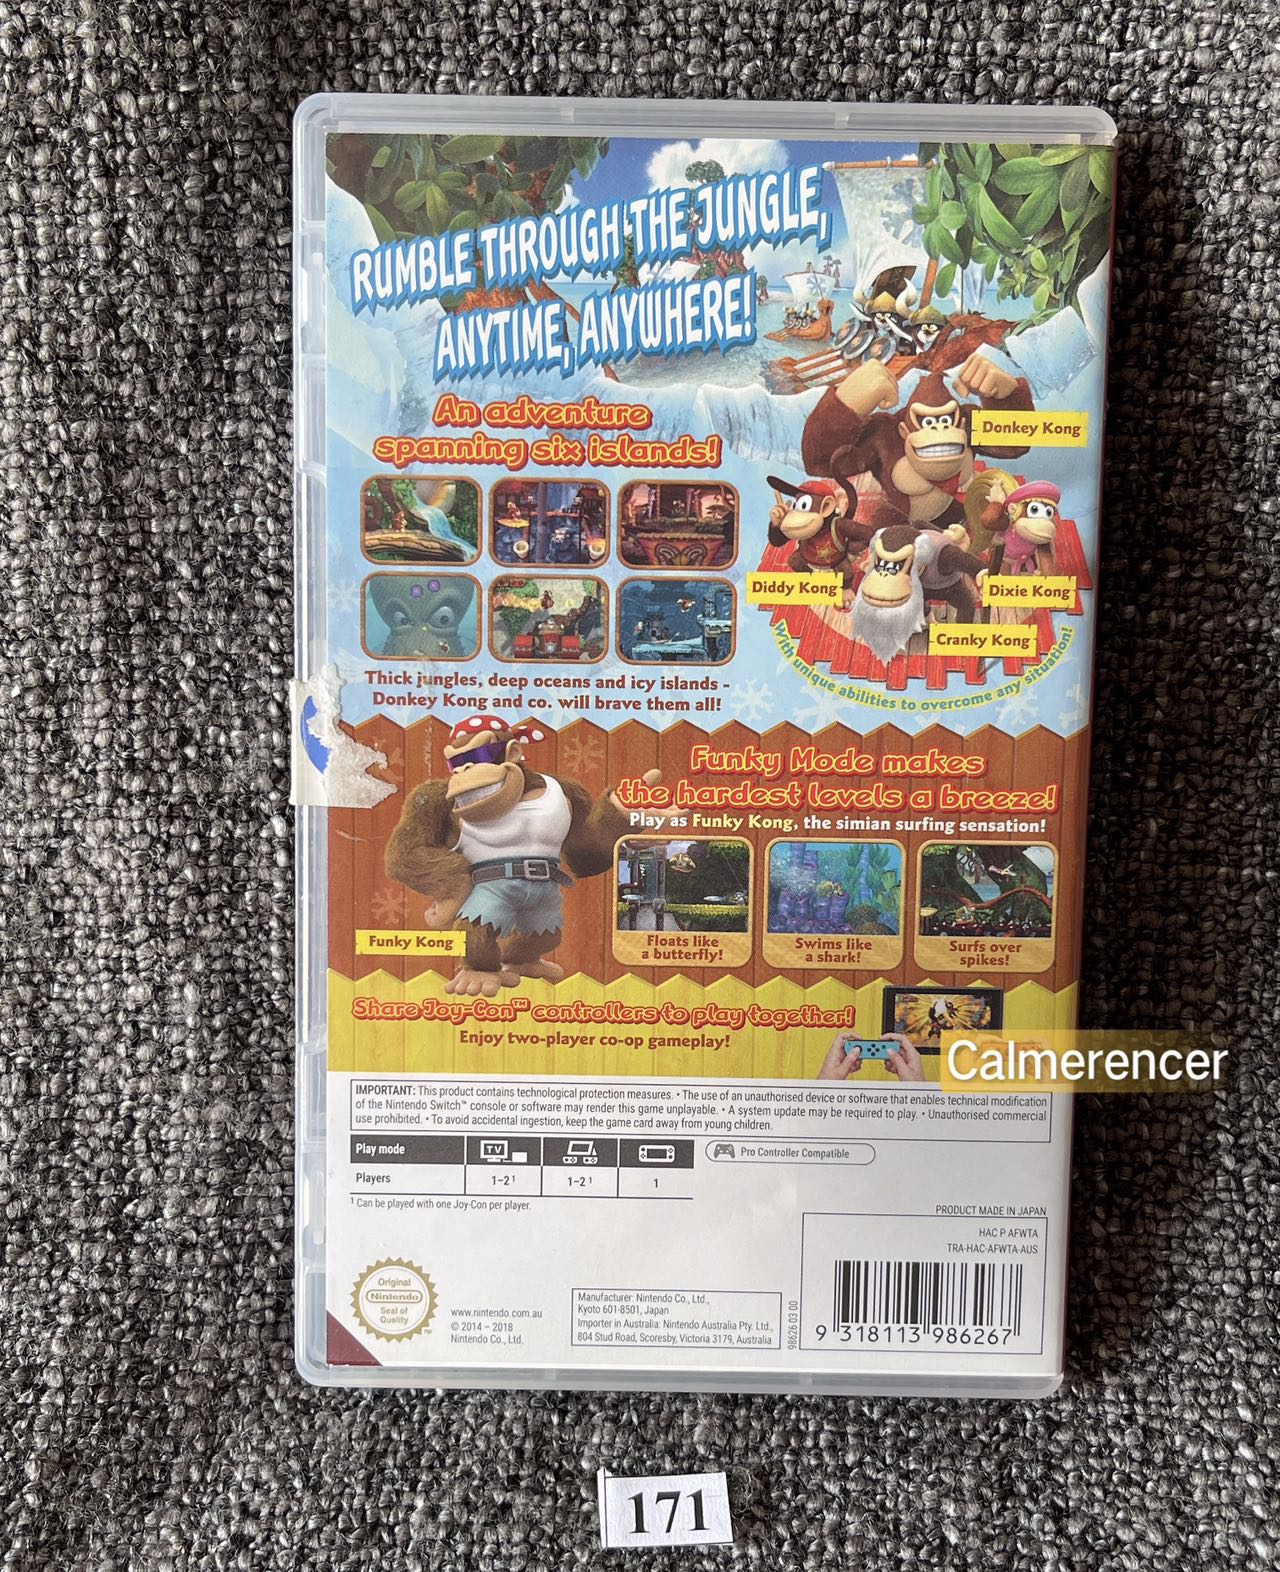 RUMBLE THROUGH THE JUNGLE,
ANYTIME, ANYWHERE!
An adventure
spanning six islands!
Donkey Kong
Diddy Kong
Dixie Kong
Cranky Kong
With unique abilities to overcome any situation!
Thick jungles, deep oceans and icy islands -
Donkey Kong and co. will brave them all!
Funky Mode makes
the hardest levels a breeze!
Play as Funky Kong, the simian surfing sensation!
Funky Kong
Floats like
a butterfly!
Swims like
a shark!
Surfs over
spikes!
Share Joy-Con™ controllers to play together!
Enjoy two-player co-op gameplay!
Calmerencer
IMPORTANT: This product contains technological protection measures. • The use of an unauthorised device or software that enables technical modification
of the Nintendo Switch™ console or software may render this game unplayable. • A system update may be required to play. • Unauthorised commercial
use prohibited. • To avoid accidental ingestion, keep the game card away from young children.
Play mode
TV
Pro Controller Compatible
Players 1-2¹ 1-2¹ 1
¹ Can be played with one Joy-Con per player.
PRODUCT MADE IN JAPAN
HAC P AFWTA
TRA-HAC-AFWTA-AUS
Original
Nintendo
Seal of
Quality
TM
www.nintendo.com.au
© 2014 – 2018
Nintendo Co., Ltd.
Manufacturer: Nintendo Co., Ltd.,
Kyoto 601-8501, Japan
Importer in Australia: Nintendo Australia Pty. Ltd.,
804 Stud Road, Scoresby, Victoria 3179, Australia
98626 03 00
9 318113 986267
171